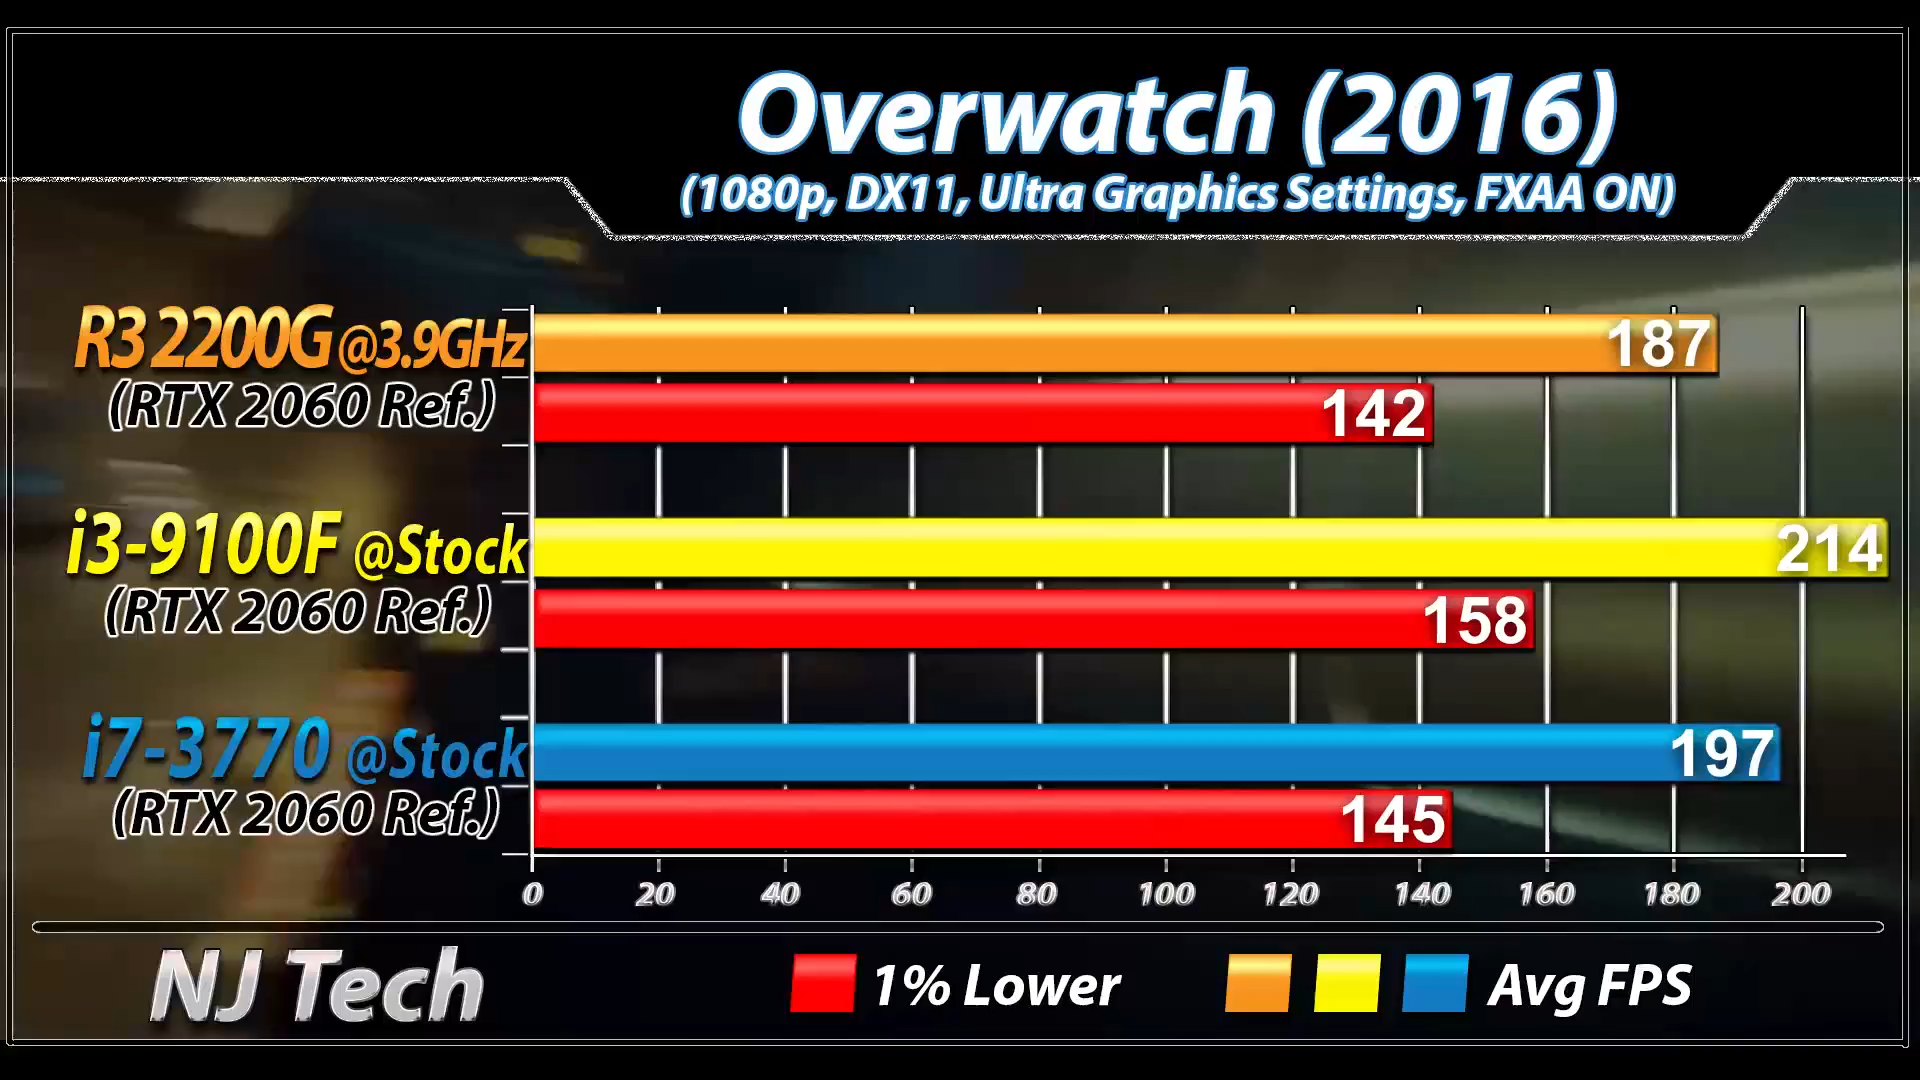 Overwatch (2016)
(1080p, DX11, Ultra Graphics Settings, FXAA ON)
R3 2200G @3.9GHz
(RTX 2060 Ref.)
187
142
i3-9100F @Stock
(RTX 2060 Ref.)
214
158
i7-3770 @Stock
(RTX 2060 Ref.)
197
145
0 20 40 60 80 100 120 140 160 180 200
NJ Tech
1% Lower
Avg FPS